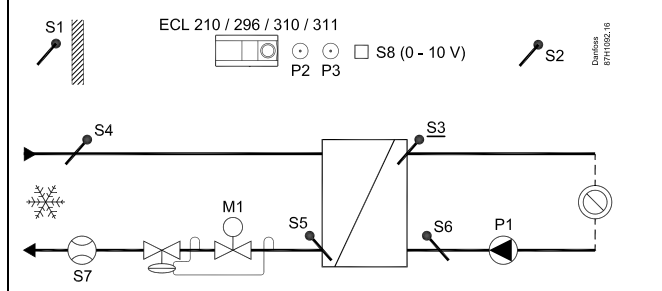 S1
ECL 210 / 296 / 310 / 311
P2
P3
S8 (0 - 10 V)
S2
Danfoss
87H1092.16
S4
S3
M1
S5
S6
P1
S7